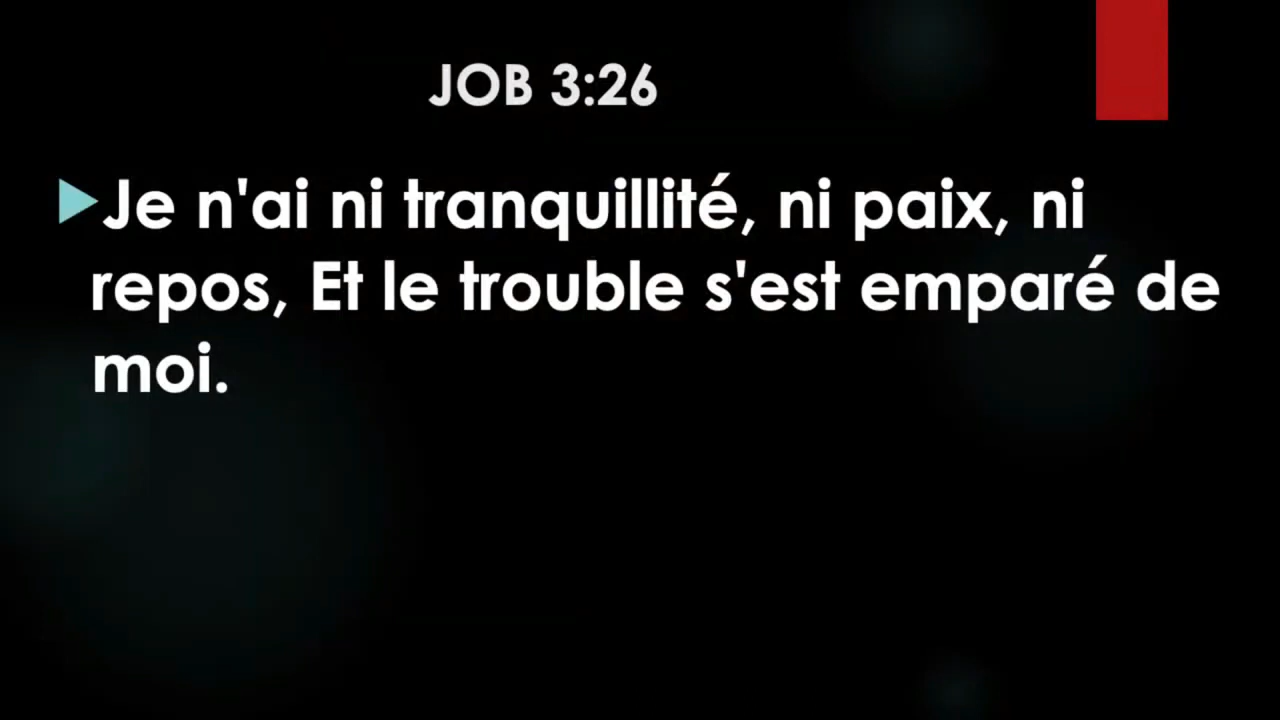 JOB 3:26
Je n'ai ni tranquillité, ni paix, ni
repos, Et le trouble s'est emparé de
moi.